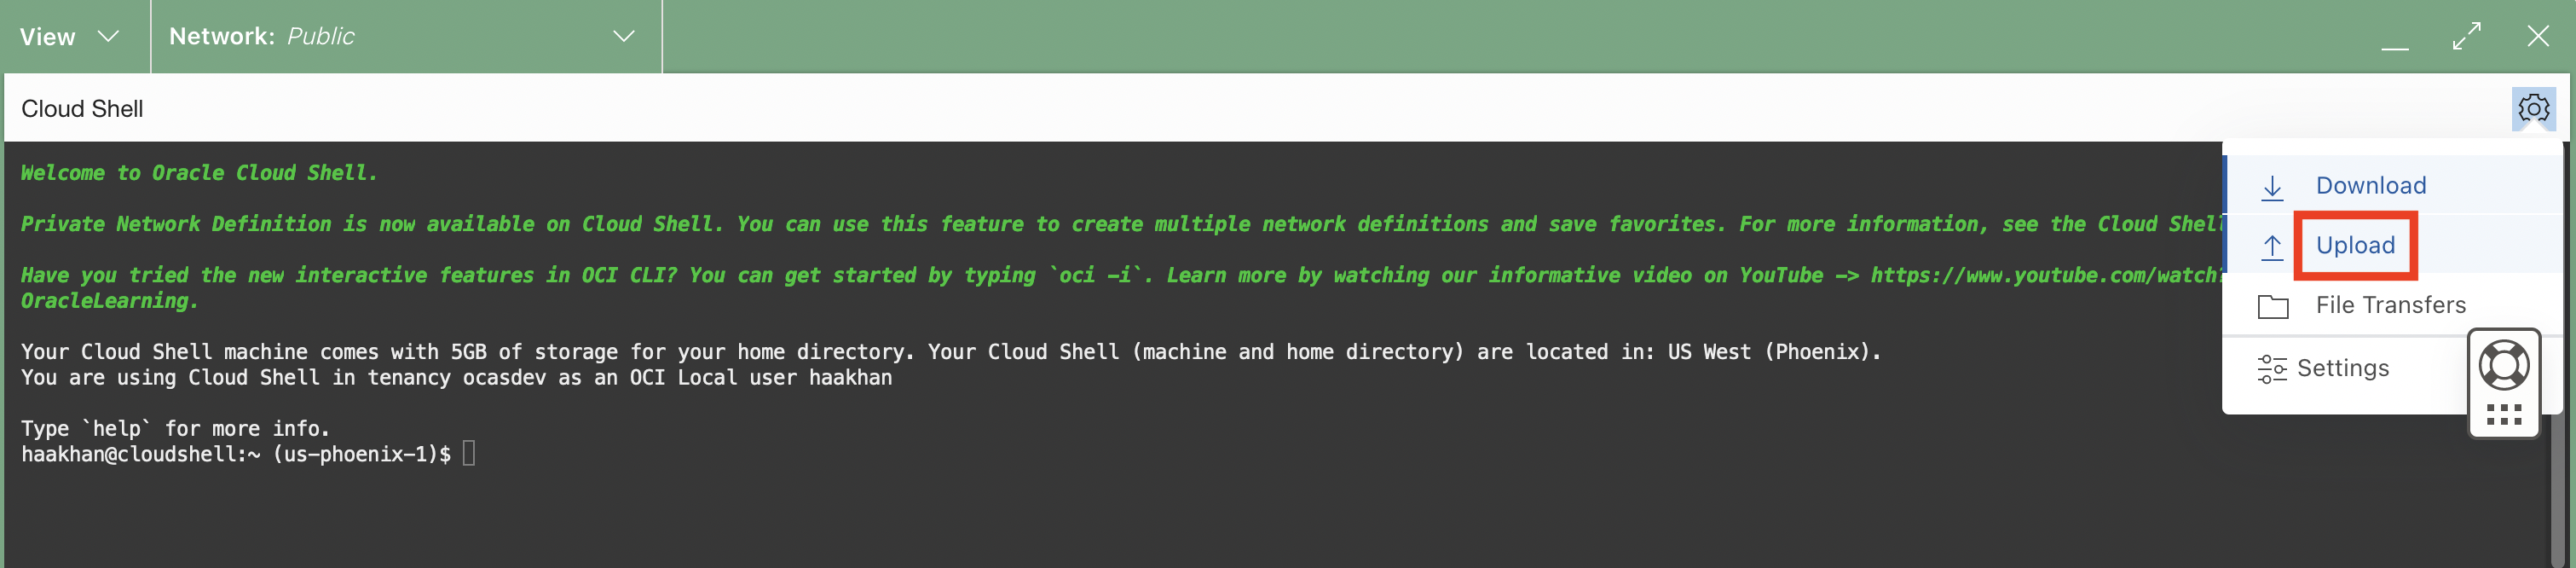 View
Network: Public
Cloud Shell
Welcome to Oracle Cloud Shell.
Private Network Definition is now available on Cloud Shell. You can use this feature to create multiple network definitions and save favorites. For more information, see the Cloud Shell
Have you tried the new interactive features in OCI CLI? You can get started by typing `oci -i`. Learn more by watching our informative video on YouTube -> https://www.youtube.com/watch?
OracleLearning.
Your Cloud Shell machine comes with 5GB of storage for your home directory. Your Cloud Shell (machine and home directory) are located in: US West (Phoenix).
You are using Cloud Shell in tenancy ocasdev as an OCI Local user haakhan
Type `help` for more info.
haakhan@cloudshell:~ (us-phoenix-1)$
Download
Upload
File Transfers
Settings